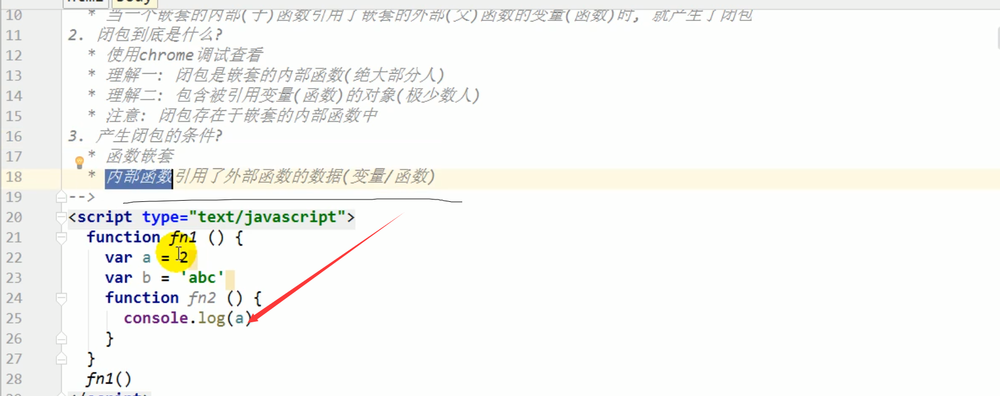 html body
10 * 当一个嵌套的内部(子)函数引用了嵌套的外部(父)函数的变量(函数)时, 就产生了闭包
11 2. 闭包到底是什么?
12 * 使用chrome调试查看
13 * 理解一: 闭包是嵌套的内部函数(绝大部分人)
14 * 理解二: 包含被引用变量(函数)的对象(极少数人)
15 * 注意: 闭包存在于嵌套的内部函数中
16 3. 产生闭包的条件?
17 * 函数嵌套
18 * 内部函数引用了外部函数的数据(变量/函数)
19 -->
20 <script type="text/javascript">
21 function fn1 () {
22 var a = 2
23 var b = 'abc'
24 function fn2 () {
25 console.log(a)
26 }
27 }
28 fn1()
29 </script>